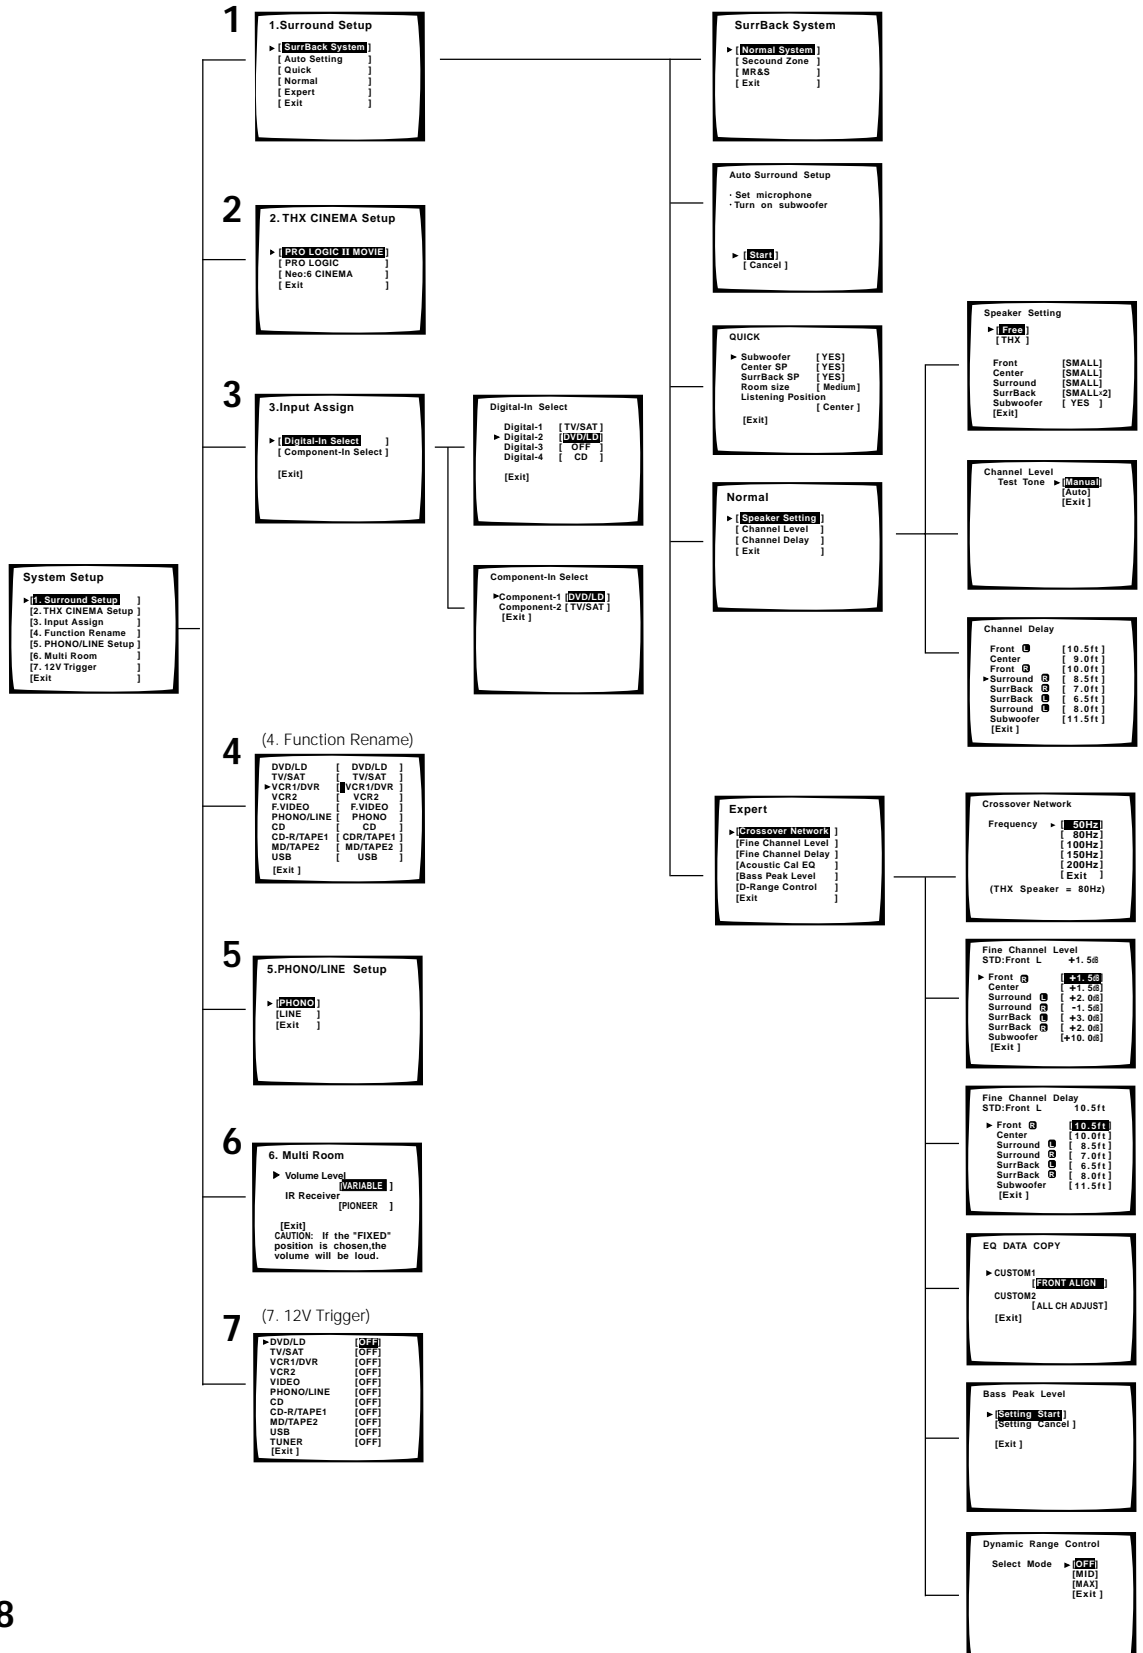 1
1.Surround Setup
►[ SurrBack System ]
[ Auto Setting ]
[ Quick ]
[ Normal ]
[ Expert ]
[ Exit ]
SurrBack System
►[ Normal System ]
[ Secound Zone ]
[ MR&S ]
[ Exit ]
Auto Surround Setup
· Set microphone
· Turn on subwoofer
► [ Start ]
[ Cancel ]
2
2. THX CINEMA Setup
►[ PRO LOGIC II MOVIE ]
[ PRO LOGIC ]
[ Neo:6 CINEMA ]
[ Exit ]
QUICK
► Subwoofer [ YES]
Center SP [ YES]
SurrBack SP [ YES]
Room size [ Medium]
Listening Position
[ Center ]
[Exit]
Speaker Setting
►[ Free ]
[ THX ]
Front [SMALL]
Center [SMALL]
Surround [SMALL]
SurrBack [SMALL×2]
Subwoofer [ YES ]
[Exit]
3
3.Input Assign
►[ Digital-In Select ]
[ Component-In Select ]
[Exit]
Digital-In Select
Digital-1 [ TV/SAT ]
► Digital-2 [DVD/LD]
Digital-3 [ OFF ]
Digital-4 [ CD ]
[Exit]
Component-In Select
►Component-1 [DVD/LD ]
Component-2 [ TV/SAT ]
[Exit ]
Channel Level
Test Tone ►[Manual]
[Auto]
[Exit ]
Normal
►[ Speaker Setting ]
[ Channel Level ]
[ Channel Delay ]
[ Exit ]
System Setup
►[1. Surround Setup ]
[2. THX CINEMA Setup ]
[3. Input Assign ]
[4. Function Rename ]
[5. PHONO/LINE Setup ]
[6. Multi Room ]
[7. 12V Trigger ]
[Exit ]
Channel Delay
Front L [10.5ft ]
Center [ 9.0ft ]
Front R [10.0ft ]
►Surround R [ 8.5ft ]
SurrBack R [ 7.0ft ]
SurrBack L [ 6.5ft ]
Surround L [ 8.0ft ]
Subwoofer [11.5ft ]
[Exit ]
4
(4. Function Rename)
DVD/LD [ DVD/LD ]
TV/SAT [ TV/SAT ]
►VCR1/DVR [ VCR1/DVR ]
VCR2 [ VCR2 ]
F.VIDEO [ F.VIDEO ]
PHONO/LINE [ PHONO ]
CD [ CD ]
CD-R/TAPE1 [ CDR/TAPE1 ]
MD/TAPE2 [ MD/TAPE2 ]
USB [ USB ]
[Exit ]
Expert
►[Crossover Network ]
[Fine Channel Level ]
[Fine Channel Delay ]
[Acoustic Cal EQ ]
[Bass Peak Level ]
[D-Range Control ]
[Exit ]
Crossover Network
Frequency ► [ 50Hz]
[ 80Hz]
[100Hz]
[150Hz]
[200Hz]
[Exit ]
(THX Speaker = 80Hz)
5
5.PHONO/LINE Setup
► [PHONO ]
[LINE ]
[Exit ]
Fine Channel Level
STD:Front L +1. 5dB
► Front R [ +1. 5dB]
Center [ +1. 5dB]
Surround L [ +2. 0dB]
Surround R [ -1. 5dB]
SurrBack L [ +3. 0dB]
SurrBack R [ +2. 0dB]
Subwoofer [+10. 0dB]
[Exit ]
Fine Channel Delay
STD:Front L 10.5ft
► Front R [10.5ft ]
Center [10.0ft ]
Surround L [ 8.5ft ]
Surround R [ 7.0ft ]
SurrBack L [ 6.5ft ]
SurrBack R [ 8.0ft ]
Subwoofer [11.5ft ]
[Exit ]
6
6. Multi Room
► Volume Level
[VARIABLE ]
IR Receiver
[PIONEER ]
[Exit]
CAUTION: If the "FIXED"
position is chosen,the
volume will be loud.
EQ DATA COPY
► CUSTOM1
[FRONT ALIGN ]
CUSTOM2
[ALL CH ADJUST]
[Exit]
7
(7. 12V Trigger)
►DVD/LD [OFF]
TV/SAT [OFF]
VCR1/DVR [OFF]
VCR2 [OFF]
VIDEO [OFF]
PHONO/LINE [OFF]
CD [OFF]
CD-R/TAPE1 [OFF]
MD/TAPE2 [OFF]
USB [OFF]
TUNER [OFF]
[Exit ]
Bass Peak Level
►[Setting Start ]
[Setting Cancel ]
[Exit ]
Dynamic Range Control
Select Mode ►[OFF]
[MID]
[MAX]
[Exit ]
8